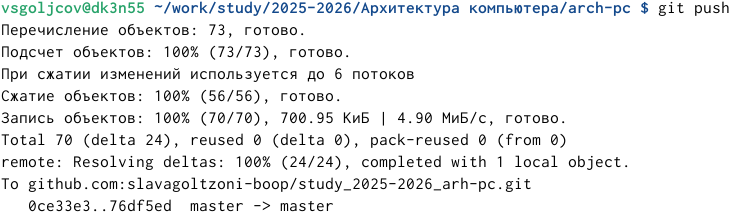 vsgoljcov@dk3n55 ~/work/study/2025-2026/Архитектура компьютера/arch-pc $ git push
Перечисление объектов: 73, готово.
Подсчет объектов: 100% (73/73), готово.
При сжатии изменений используется до 6 потоков
Сжатие объектов: 100% (56/56), готово.
Запись объектов: 100% (70/70), 700.95 КиБ | 4.90 МиБ/с, готово.
Total 70 (delta 24), reused 0 (delta 0), pack-reused 0 (from 0)
remote: Resolving deltas: 100% (24/24), completed with 1 local object.
To github.com:slavagoltzoni-boop/study_2025-2026_arh-pc.git
   0ce33e3..76df5ed  master -> master